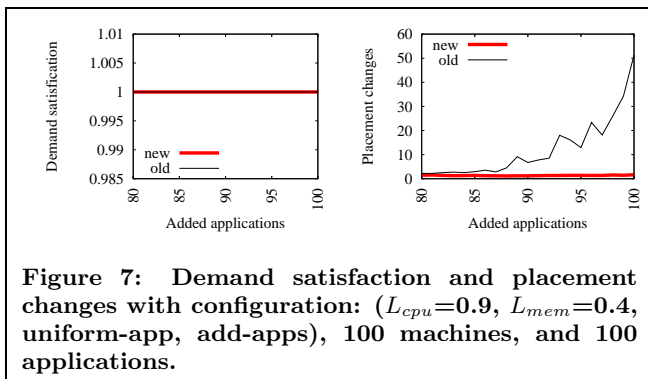 1.01
1.005
1
0.995
0.99
0.985
Demand satisfication
new
old
80
85
90
95
100
Added applications
60
50
40
30
20
10
0
Placement changes
new
old
80
85
90
95
100
Added applications
Figure 7: Demand satisfaction and placement
changes with configuration: (Lcpu=0.9, Lmem=0.4,
uniform-app, add-apps), 100 machines, and 100
applications.